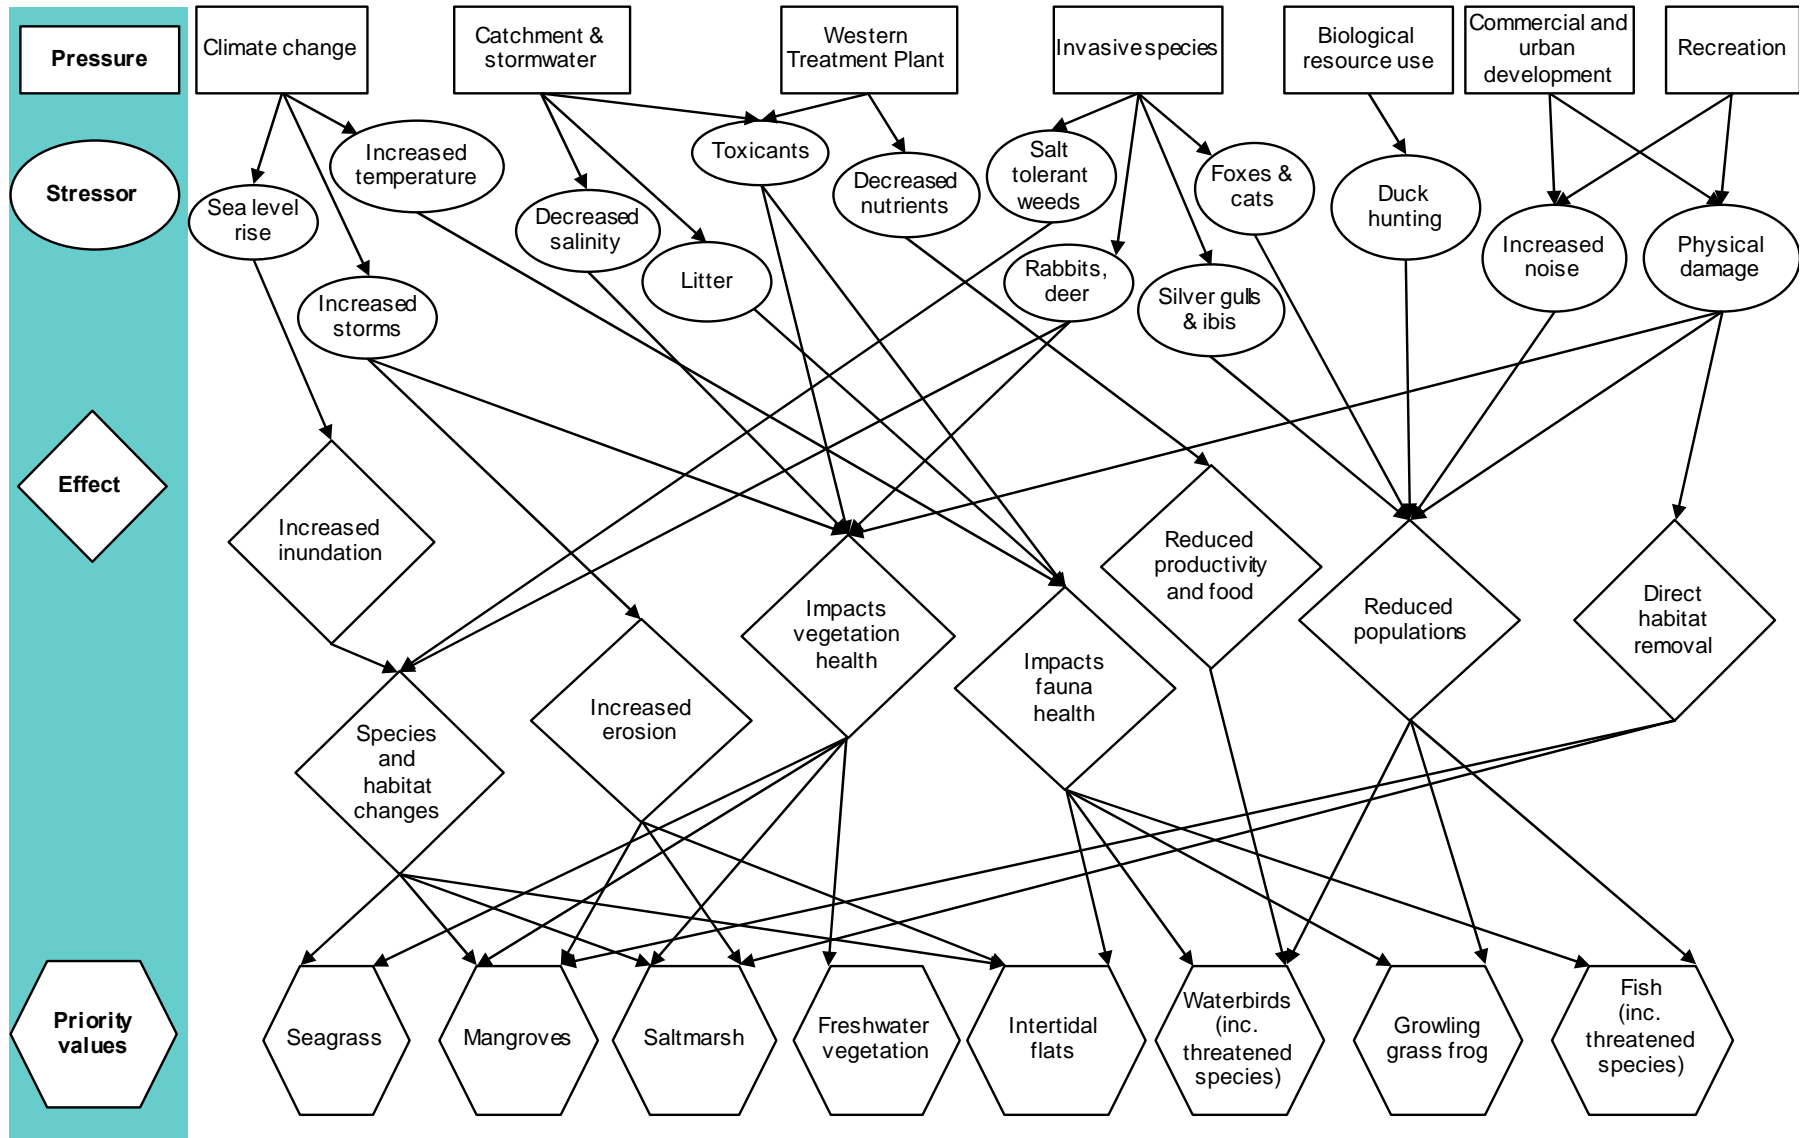 Pressure
Climate change
Catchment &
stormwater
Western
Treatment Plant
Invasive species
Biological
resource use
Commercial and
urban
development
Recreation
Stressor
Sea level
rise
Increased
temperature
Increased
storms
Decreased
salinity
Litter
Toxicants
Decreased
nutrients
Salt
tolerant
weeds
Rabbits,
deer
Silver gulls
& ibis
Foxes &
cats
Duck
hunting
Increased
noise
Physical
damage
Effect
Increased
inundation
Species
and
habitat
changes
Increased
erosion
Impacts
vegetation
health
Impacts
fauna
health
Reduced
productivity
and food
Reduced
populations
Direct
habitat
removal
Priority
values
Seagrass
Mangroves
Saltmarsh
Freshwater
vegetation
Intertidal
flats
Waterbirds
(inc.
threatened
species)
Growling
grass frog
Fish
(inc.
threatened
species)